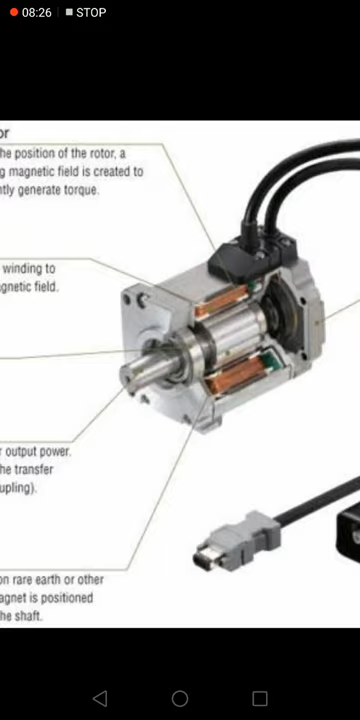 08:26 STOP
or
he position of the rotor, a
g magnetic field is created to
ntly generate torque.
winding to
agnetic field.
r output power.
he transfer
upling).
on rare earth or other
agnet is positioned
he shaft.